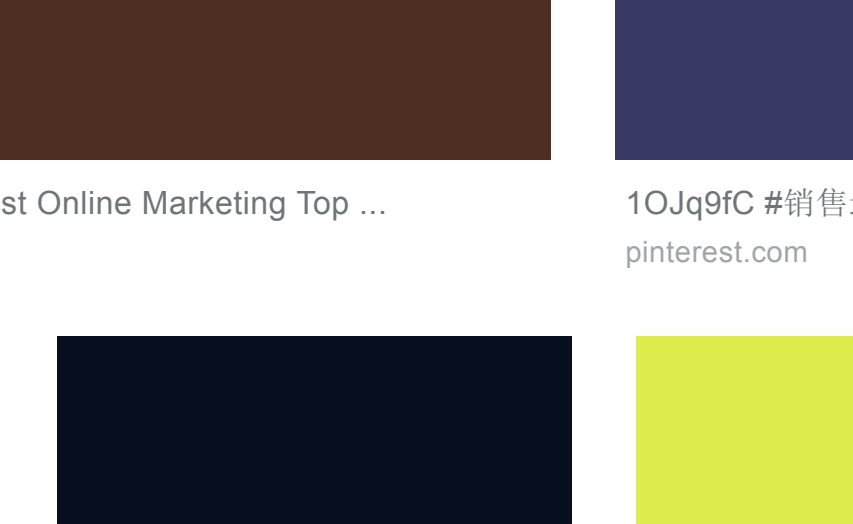 st Online Marketing Top ...
1OJq9fC #销售
pinterest.com